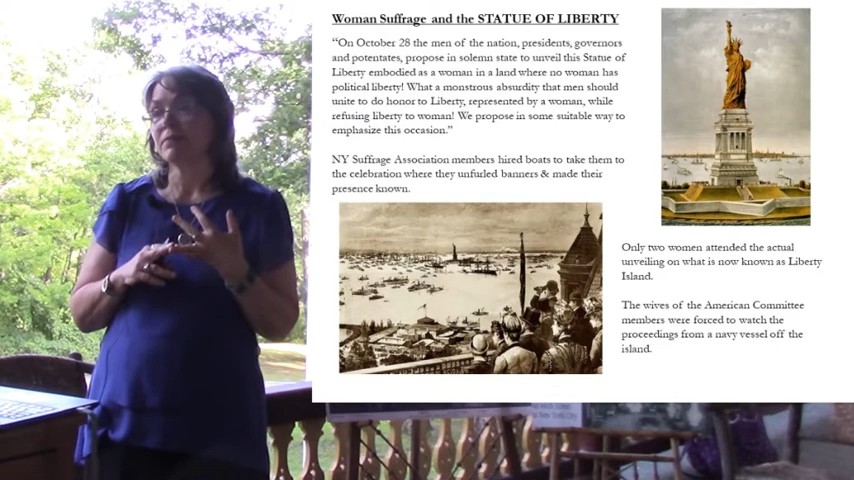 Woman Suffrage and the STATUE OF LIBERTY
“On October 28 the men of the nation, presidents, governors
and potentates, propose in solemn state to unveil this Statue of
Liberty embodied as a woman in a land where no woman has
political liberty! What a monstrous absurdity that men should
unite to do honor to Liberty, represented by a woman, while
refusing liberty to woman! We propose in some suitable way to
emphasize this occasion.”
NY Suffrage Association members hired boats to take them to
the celebration where they unfurled banners & made their
presence known.
Only two women attended the actual
unveiling on what is now known as Liberty
Island.
The wives of the American Committee
members were forced to watch the
proceedings from a navy vessel off the
island.